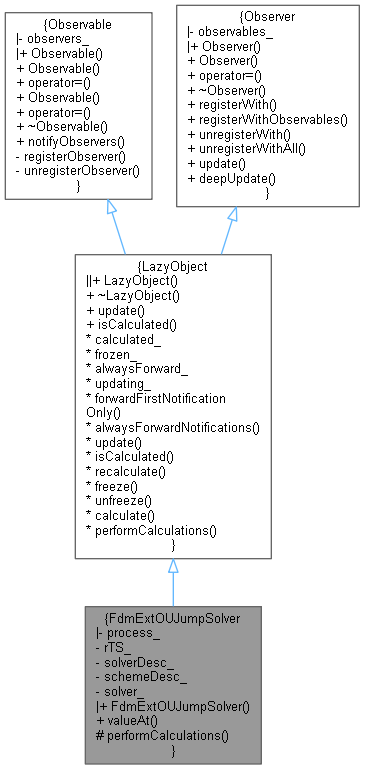 {Observable
|- observers_
|+ Observable()
+ Observable()
+ operator=()
+ Observable()
+ operator=()
+ ~Observable()
+ notifyObservers()
- registerObserver()
- unregisterObserver()
}
{Observer
|- observables_
|+ Observer()
+ Observer()
+ operator=()
+ ~Observer()
+ registerWith()
+ registerWithObservables()
+ unregisterWith()
+ unregisterWithAll()
+ update()
+ deepUpdate()
}
{LazyObject
||+ LazyObject()
+ ~LazyObject()
+ update()
+ isCalculated()
* calculated_
* frozen_
* alwaysForward_
* updating_
* forwardFirstNotification
Only()
* alwaysForwardNotifications()
* update()
* isCalculated()
* recalculate()
* freeze()
* unfreeze()
* calculate()
* performCalculations()
}
{FdmExtOUJumpSolver
|- process_
- rTS_
- solverDesc_
- schemeDesc_
- solver_
|+ FdmExtOUJumpSolver()
+ valueAt()
# performCalculations()
}